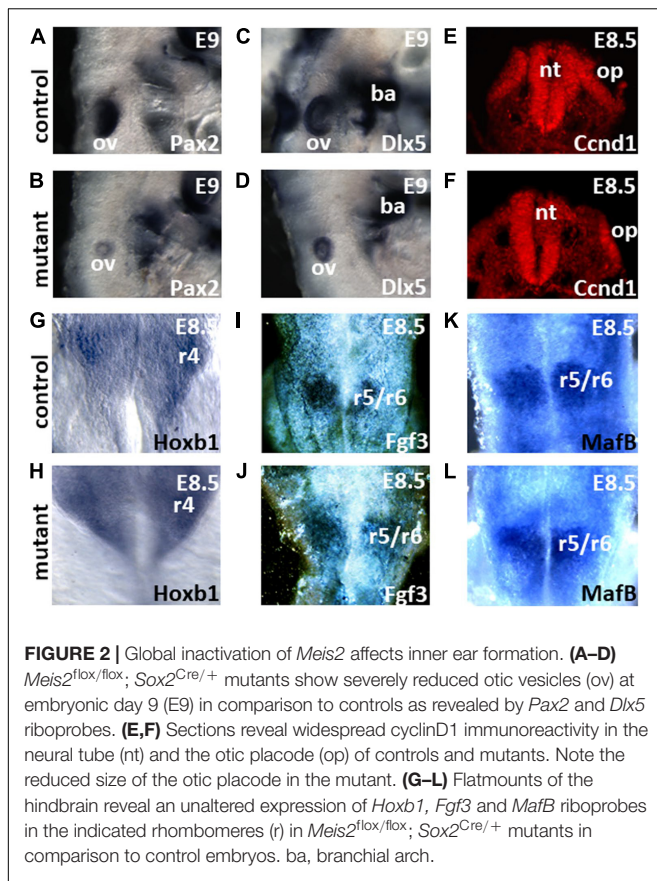 A E9 C E9 E E8.5
control ov Pax2 ba ov Dlx5 nt op Ccnd1
B E9 D E9 F E8.5
mutant ov Pax2 ba ov Dlx5 nt op Ccnd1
G E8.5 I E8.5 K E8.5
control r4 Hoxb1 r5/r6 Fgf3 r5/r6 MafB
H E8.5 J E8.5 L E8.5
mutant r4 Hoxb1 r5/r6 Fgf3 r5/r6 MafB
FIGURE 2 | Global inactivation of Meis2 affects inner ear formation. (A–D)
Meis2flox/flox; Sox2Cre/+ mutants show severely reduced otic vesicles (ov) at
embryonic day 9 (E9) in comparison to controls as revealed by Pax2 and Dlx5
riboprobes. (E,F) Sections reveal widespread cyclinD1 immunoreactivity in the
neural tube (nt) and the otic placode (op) of controls and mutants. Note the
reduced size of the otic placode in the mutant. (G–L) Flatmounts of the
hindbrain reveal an unaltered expression of Hoxb1, Fgf3 and MafB riboprobes
in the indicated rhombomeres (r) in Meis2flox/flox; Sox2Cre/+ mutants in
comparison to control embryos. ba, branchial arch.